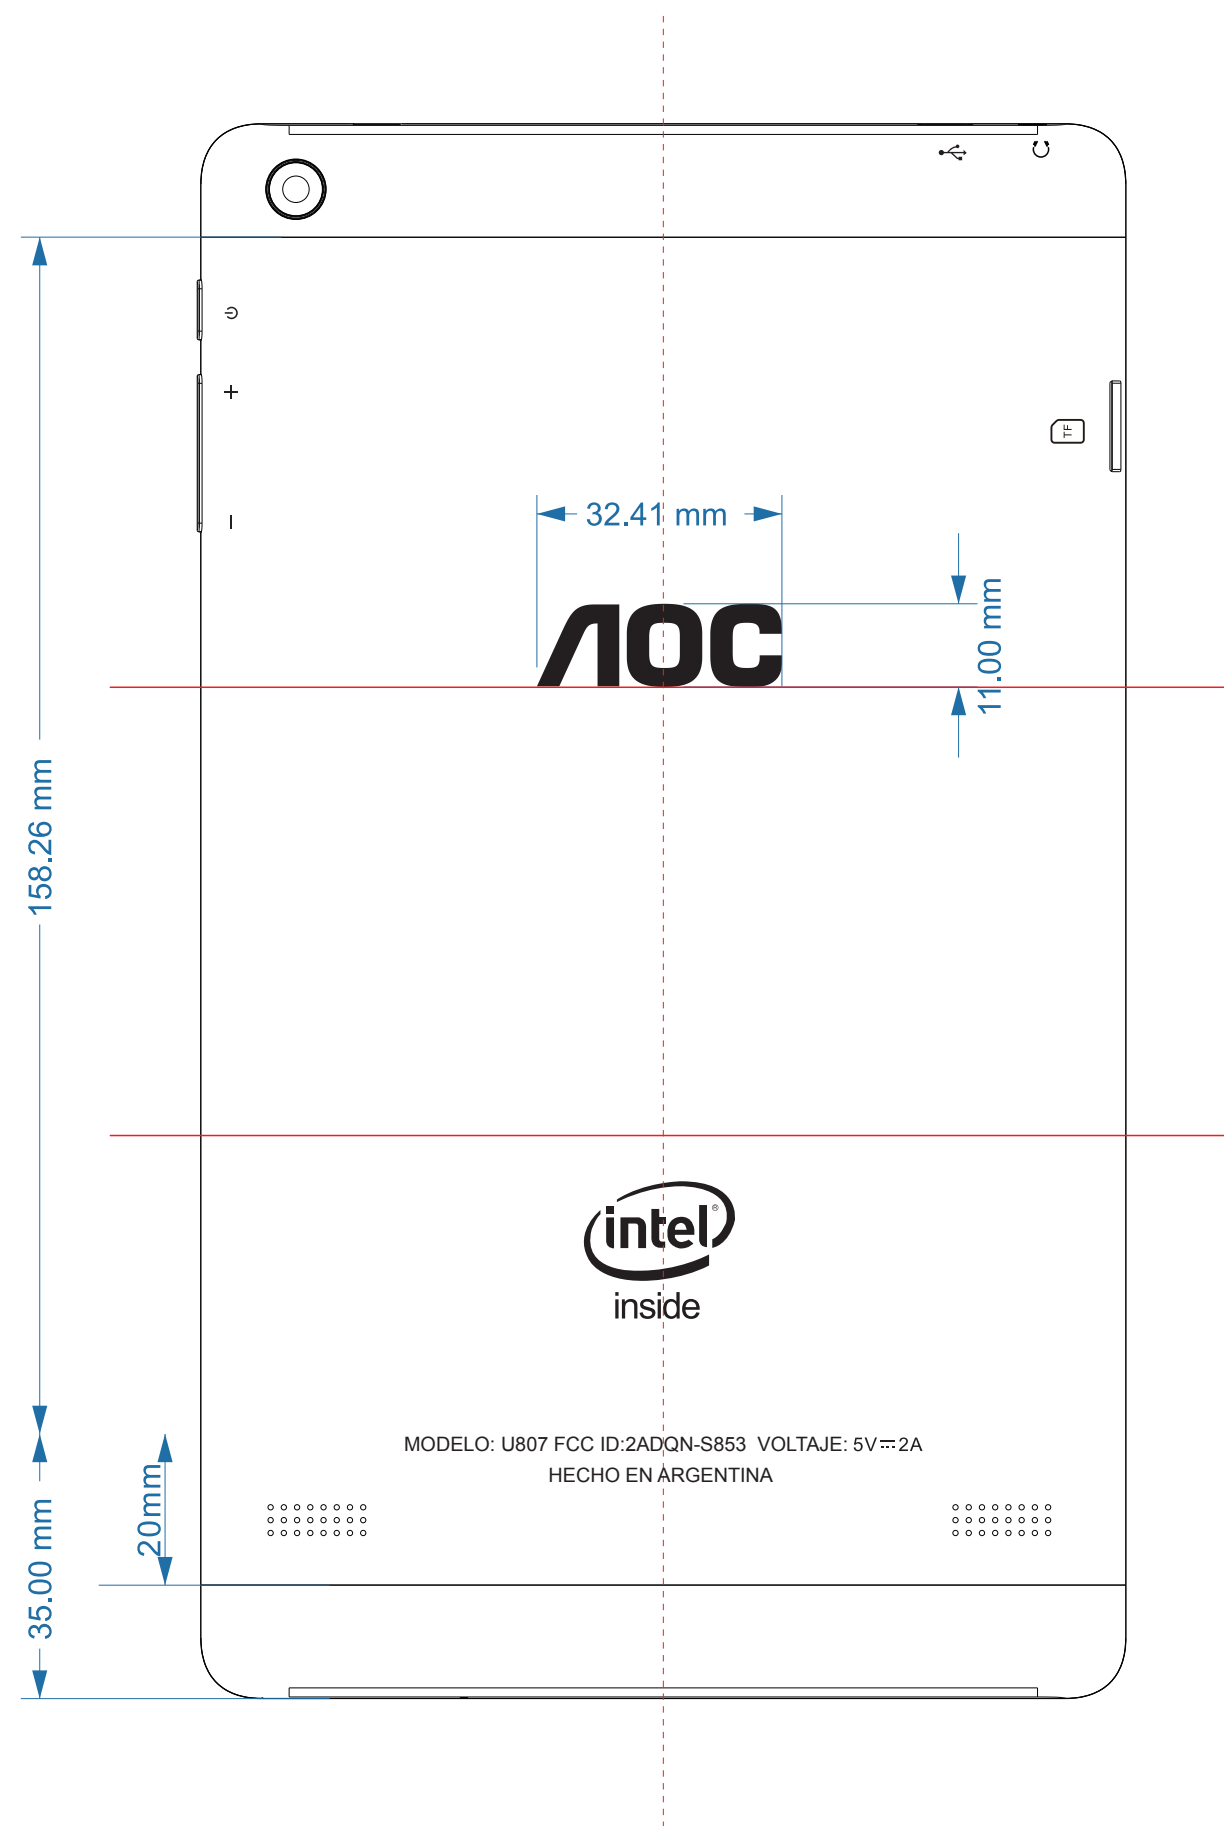 TF
32.41 mm
AOC
11.00 mm
158.26 mm
intel®
inside
MODELO: U807 FCC ID:2ADQN-S853 VOLTAJE: 5V⎓2A
HECHO EN ARGENTINA
20mm
35.00 mm